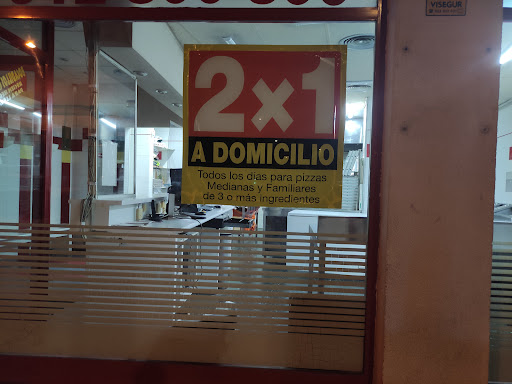 VISEGUR
2x1
A DOMICILIO
Todos los días para pizzas
Medianas y Familiares
de 3 o más ingredientes